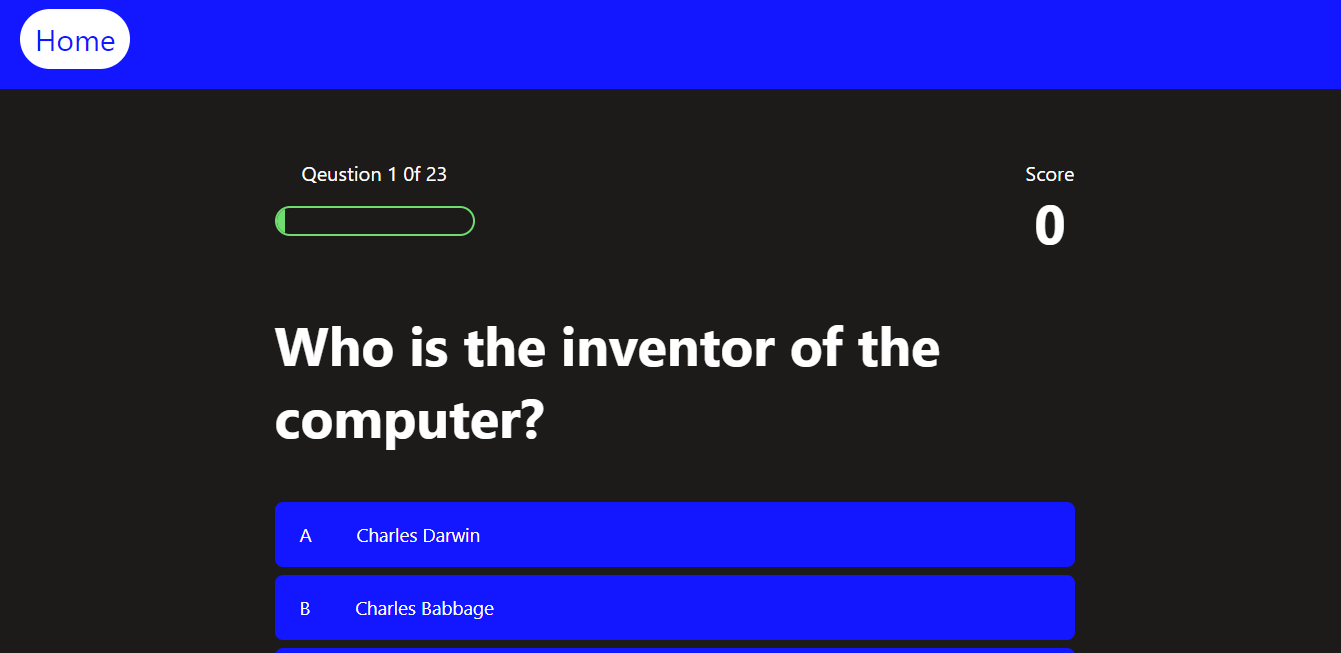 Home
Qeustion 1 0f 23
Score
0
Who is the inventor of the
computer?
A Charles Darwin
B Charles Babbage